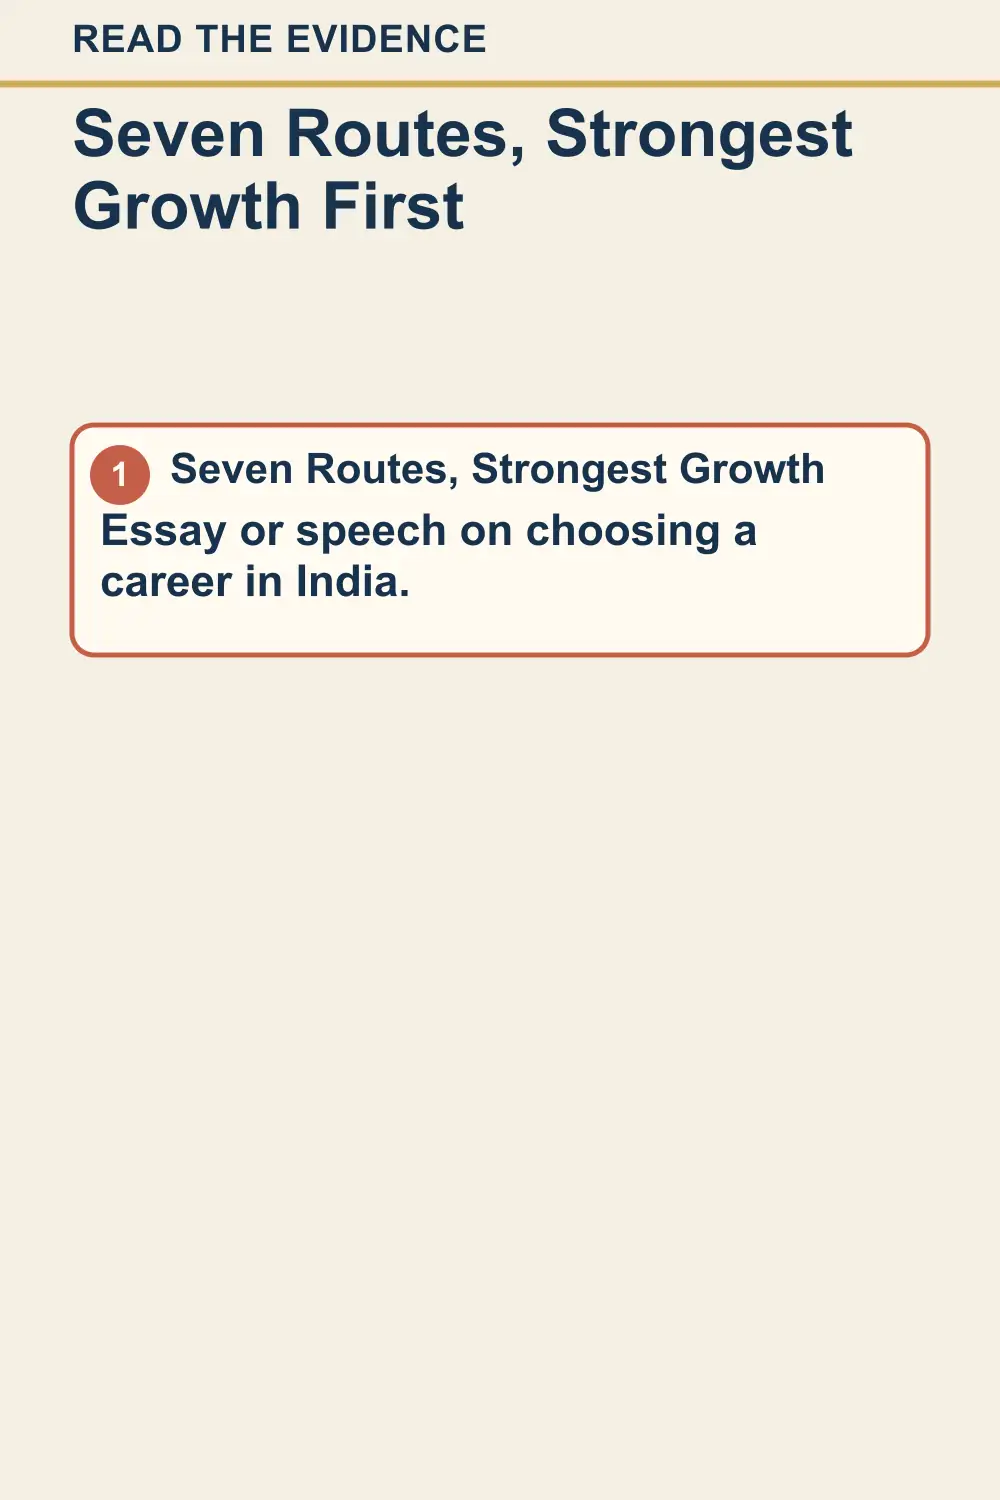 READ THE EVIDENCE
Seven Routes, Strongest
Growth First
1 Seven Routes, Strongest Growth
Essay or speech on choosing a
career in India.